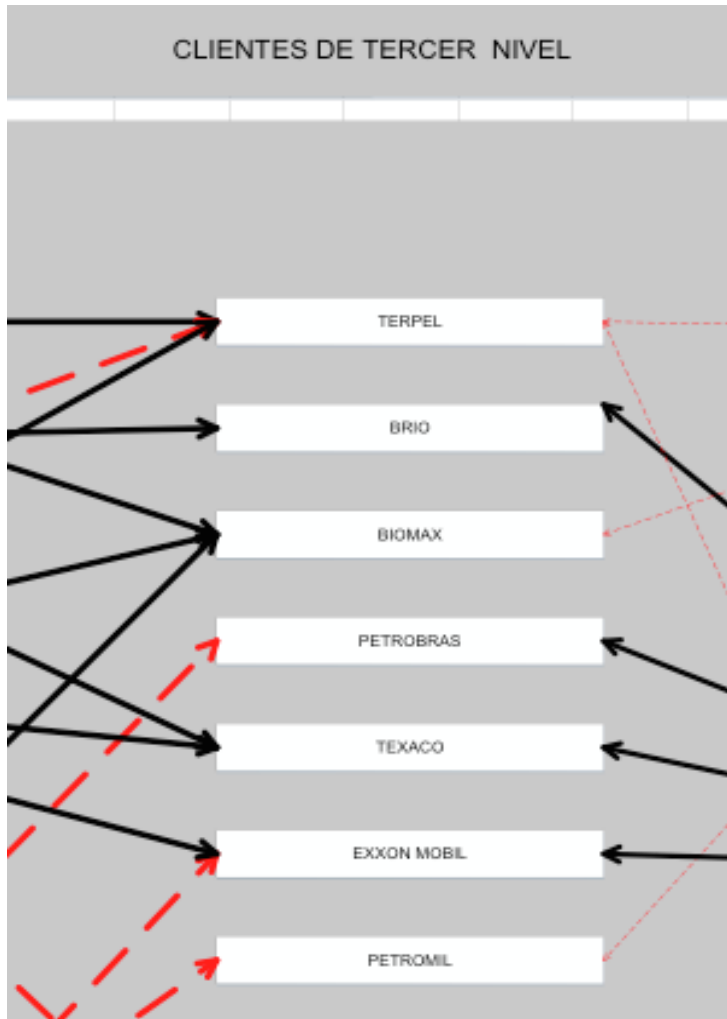 CLIENTES DE TERCER NIVEL
TERPEL
BRIO
BIOMAX
PETROBRAS
TEXACO
EXXON MOBIL
PETROMIL